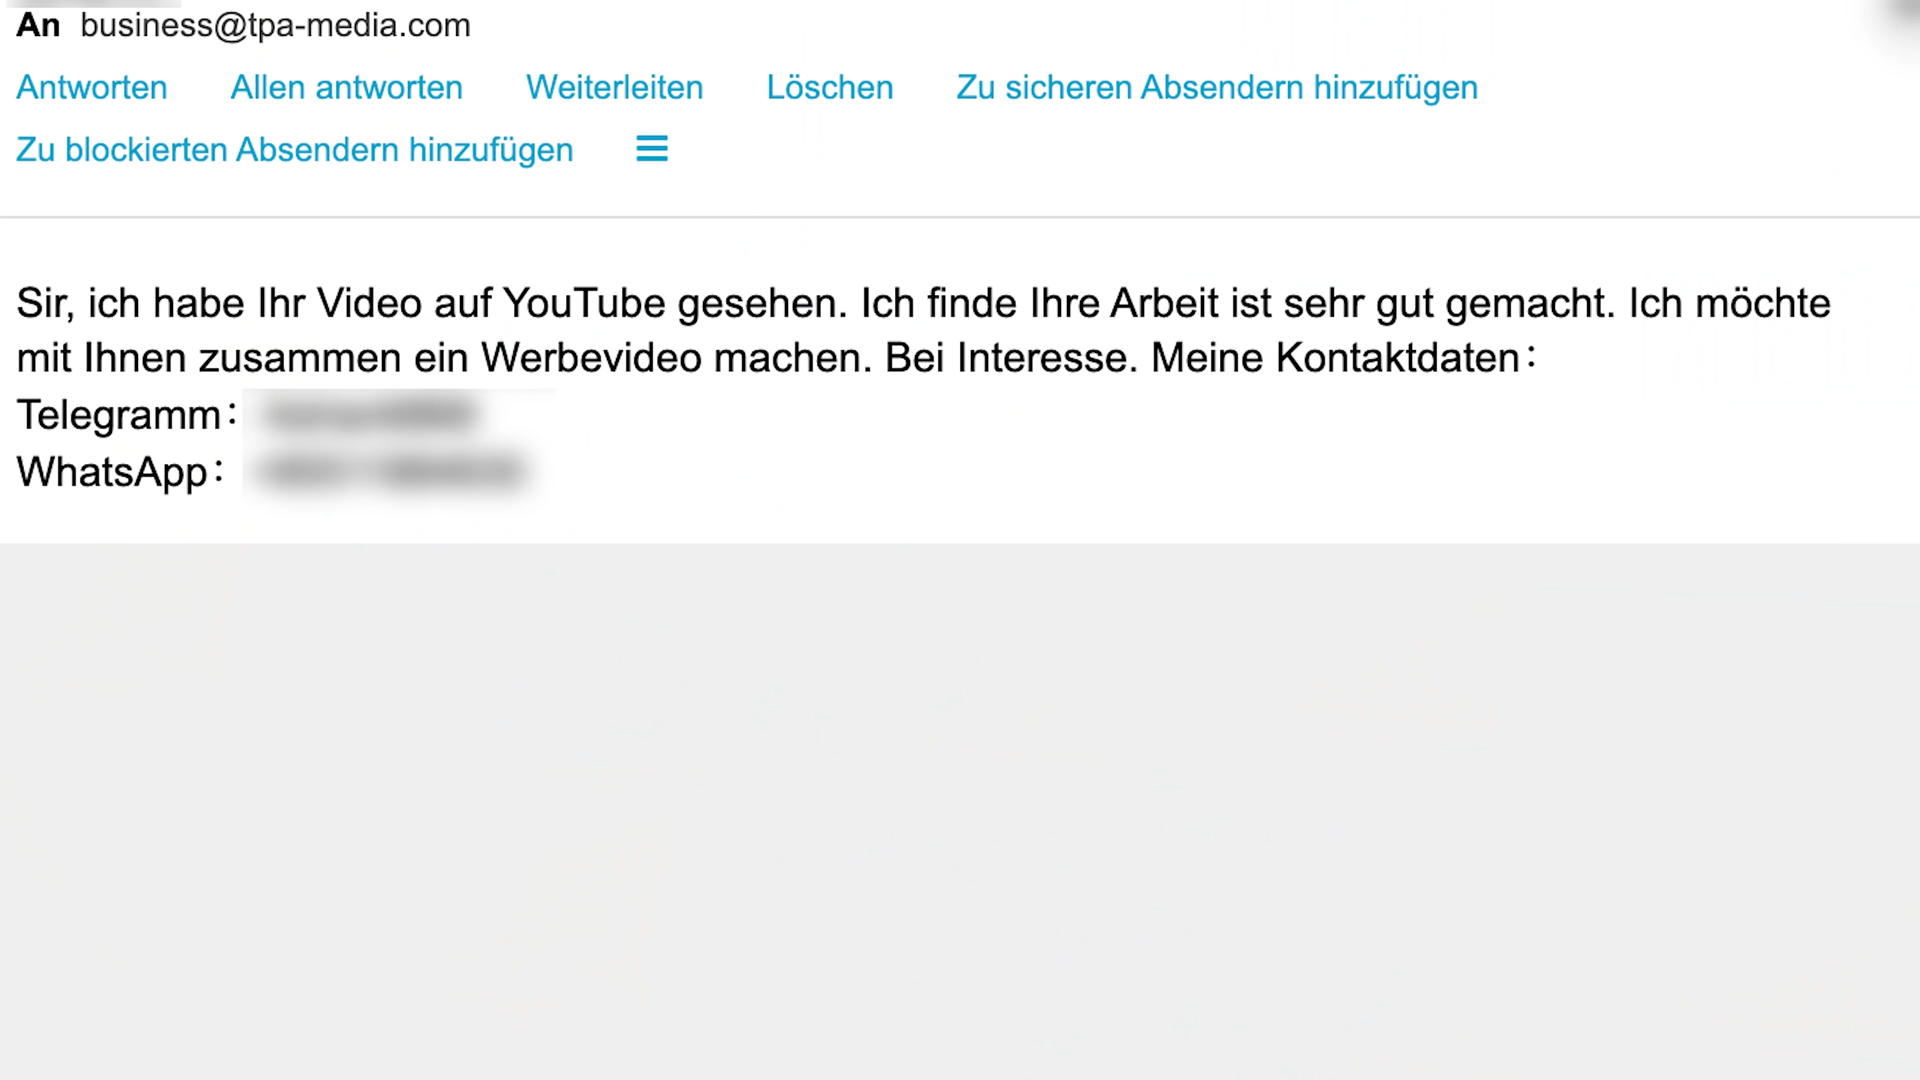 An business@tpa-media.com
Antworten Allen antworten Weiterleiten Löschen Zu sicheren Absendern hinzufügen
Zu blockierten Absendern hinzufügen
Sir, ich habe Ihr Video auf YouTube gesehen. Ich finde Ihre Arbeit ist sehr gut gemacht. Ich möchte
mit Ihnen zusammen ein Werbevideo machen. Bei Interesse. Meine Kontaktdaten：
Telegramm：
WhatsApp：